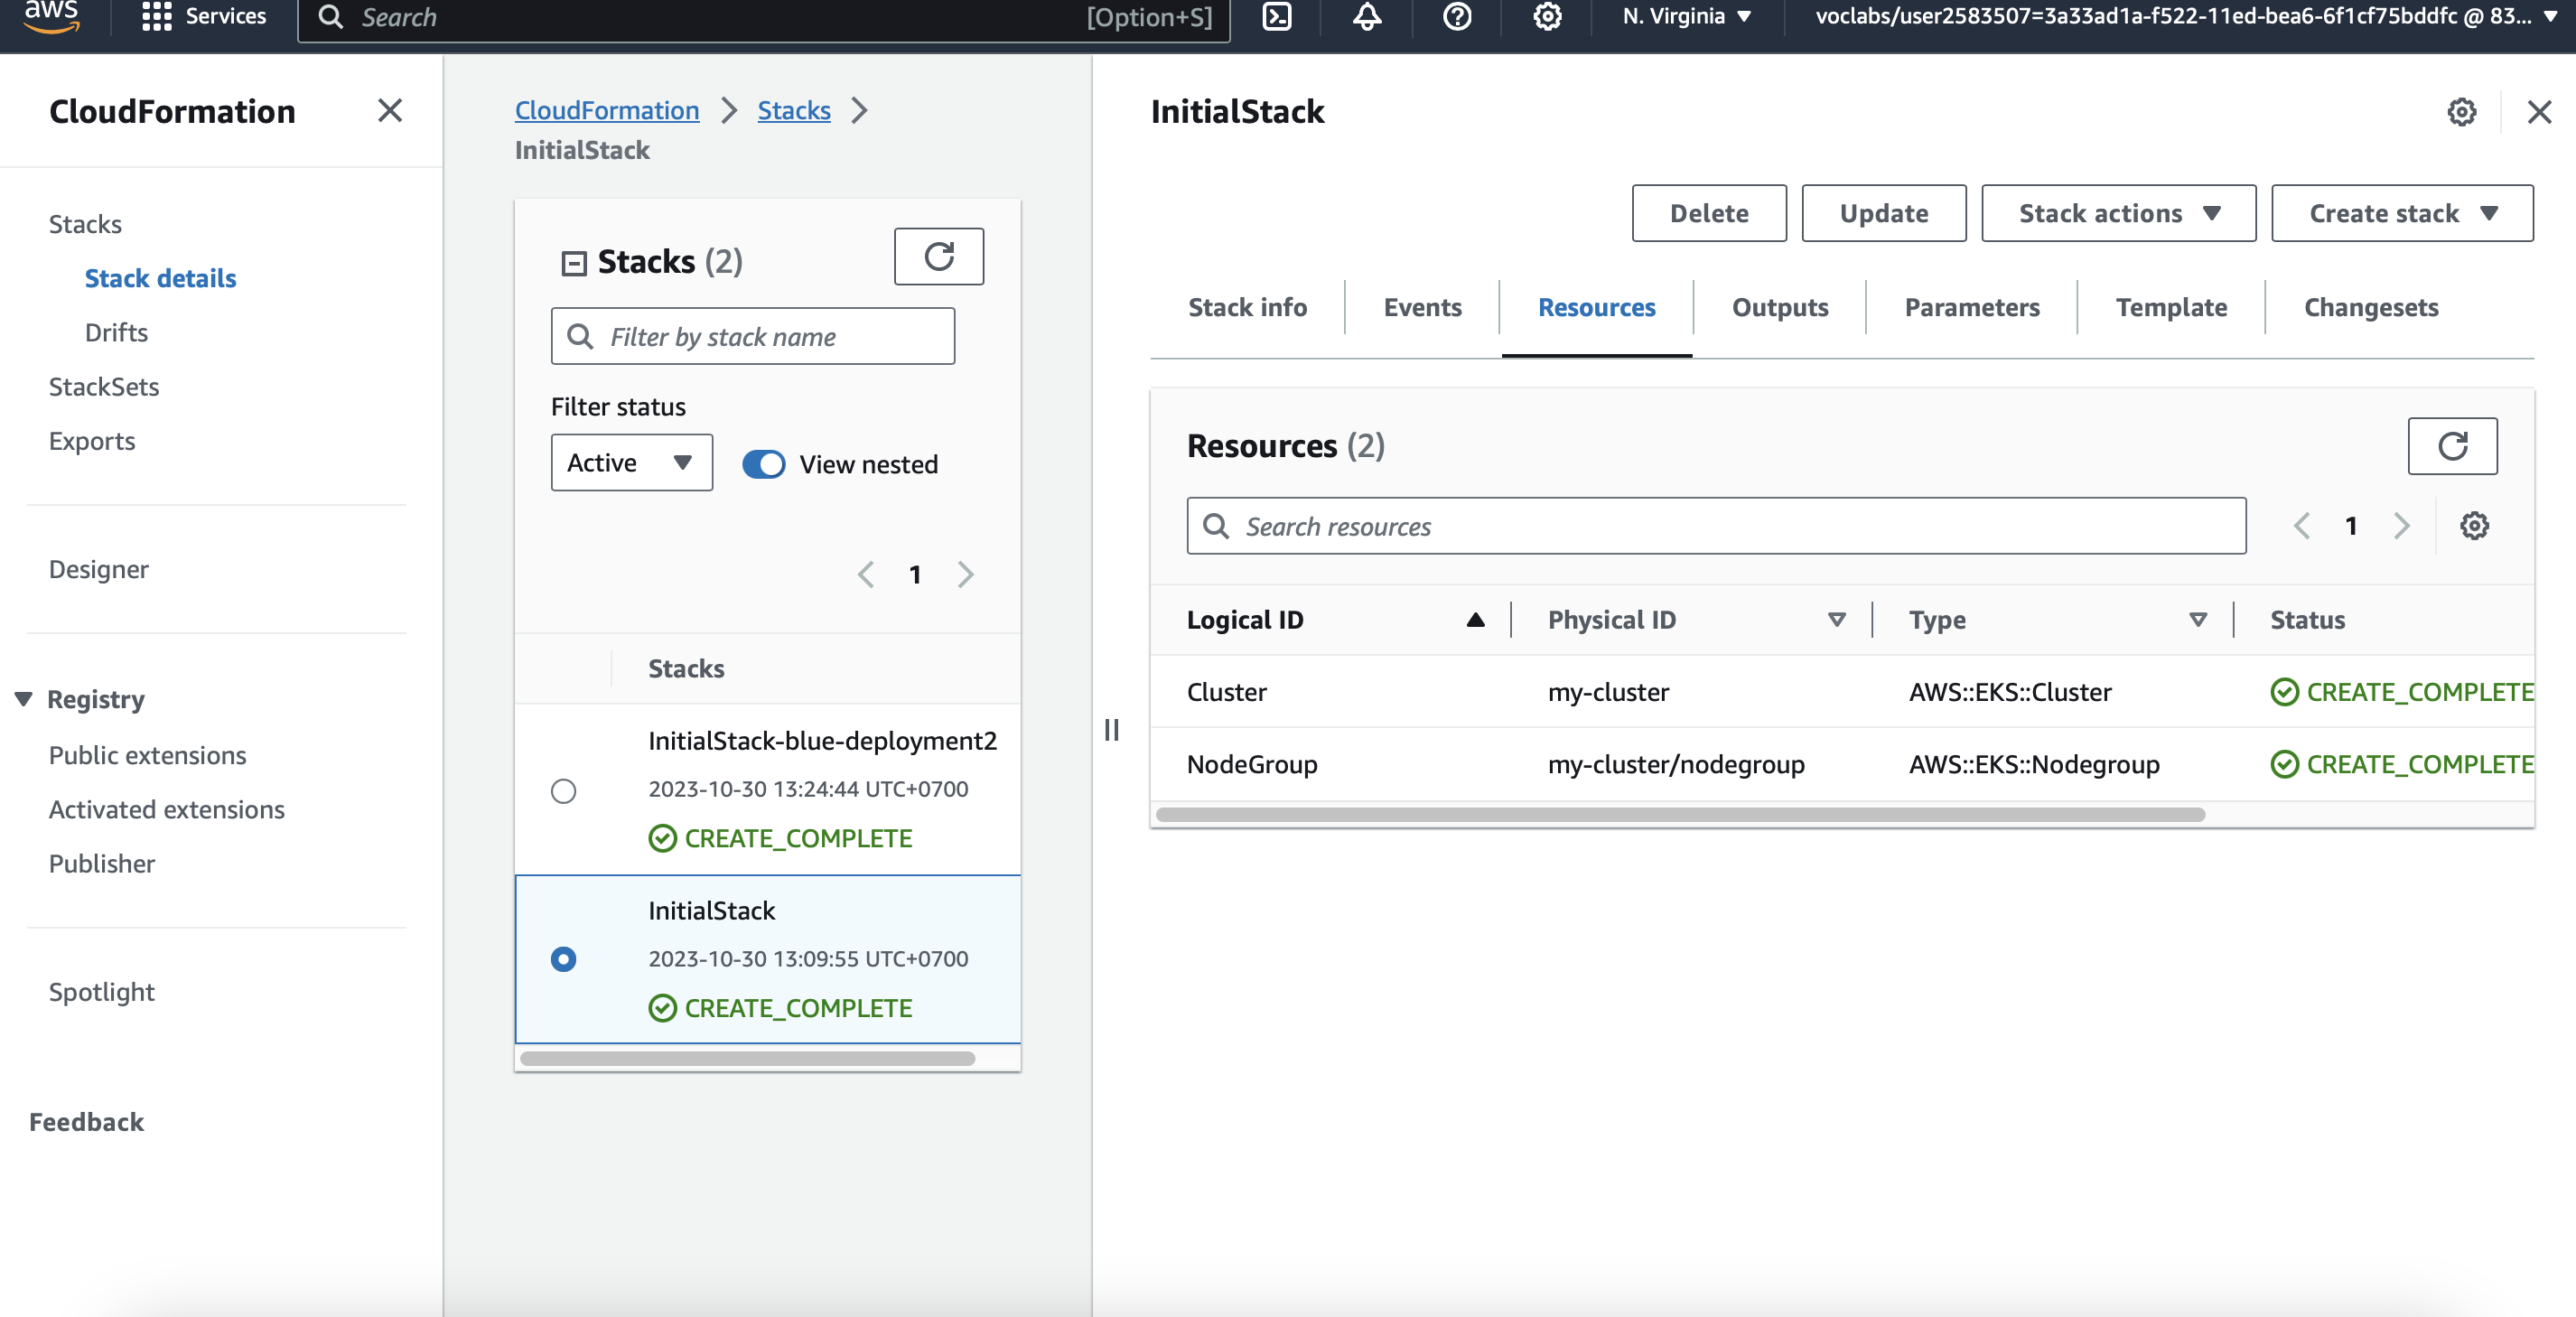 aws
Services
Search
[Option+S]
N. Virginia
voclabs/user2583507=3a33ad1a-f522-11ed-bea6-6f1cf75bddfc @ 83...
CloudFormation
Stacks
Stack details
Drifts
StackSets
Exports
Designer
Registry
Public extensions
Activated extensions
Publisher
Spotlight
Feedback
CloudFormation
Stacks
InitialStack
Stacks (2)
Filter by stack name
Filter status
Active
View nested
1
Stacks
InitialStack-blue-deployment2
2023-10-30 13:24:44 UTC+0700
CREATE_COMPLETE
InitialStack
2023-10-30 13:09:55 UTC+0700
CREATE_COMPLETE
InitialStack
Delete
Update
Stack actions
Create stack
Stack info
Events
Resources
Outputs
Parameters
Template
Changesets
Resources (2)
Search resources
1
Logical ID
Physical ID
Type
Status
Cluster
my-cluster
AWS::EKS::Cluster
CREATE_COMPLETE
NodeGroup
my-cluster/nodegroup
AWS::EKS::Nodegroup
CREATE_COMPLETE